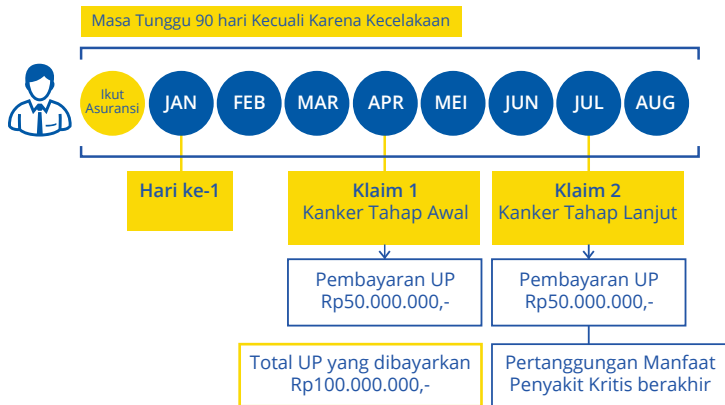 Masa Tunggu 90 hari Kecuali Karena Kecelakaan
Ikut
Asuransi
JAN
FEB
MAR
APR
MEI
JUN
JUL
AUG
Hari ke-1
Klaim 1
Kanker Tahap Awal
Klaim 2
Kanker Tahap Lanjut
Pembayaran UP
Rp50.000.000,-
Pembayaran UP
Rp50.000.000,-
Total UP yang dibayarkan
Rp100.000.000,-
Pertanggungan Manfaat
Penyakit Kritis berakhir